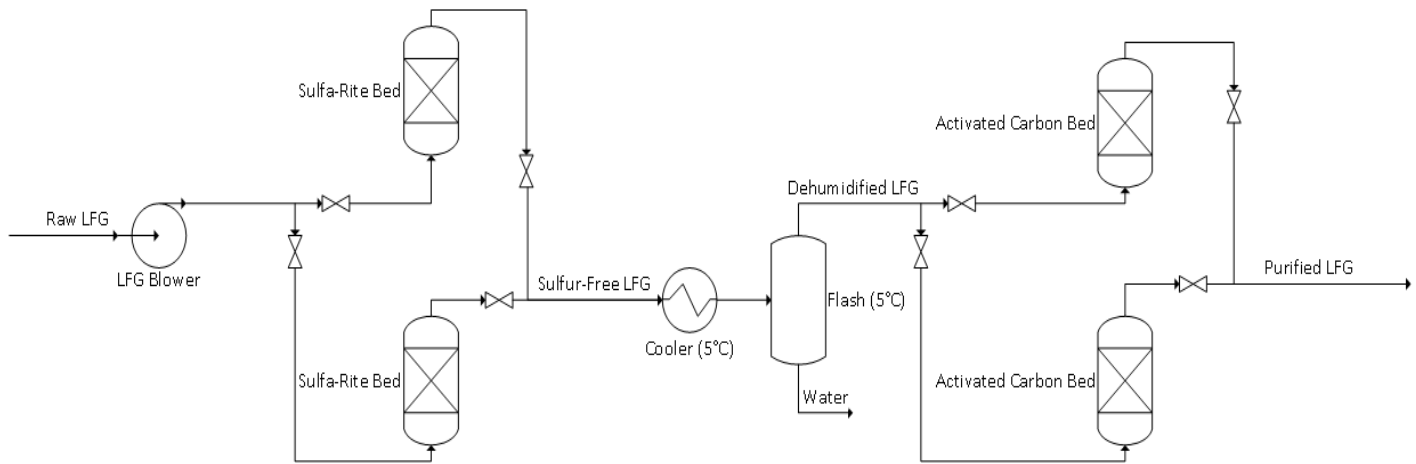 Sulfa-Rite Bed
Activated Carbon Bed
Dehumidified LFG
Raw LFG
LFG Blower
Sulfur-Free LFG
Purified LFG
Flash (5°C)
Cooler (5°C)
Sulfa-Rite Bed
Activated Carbon Bed
Water